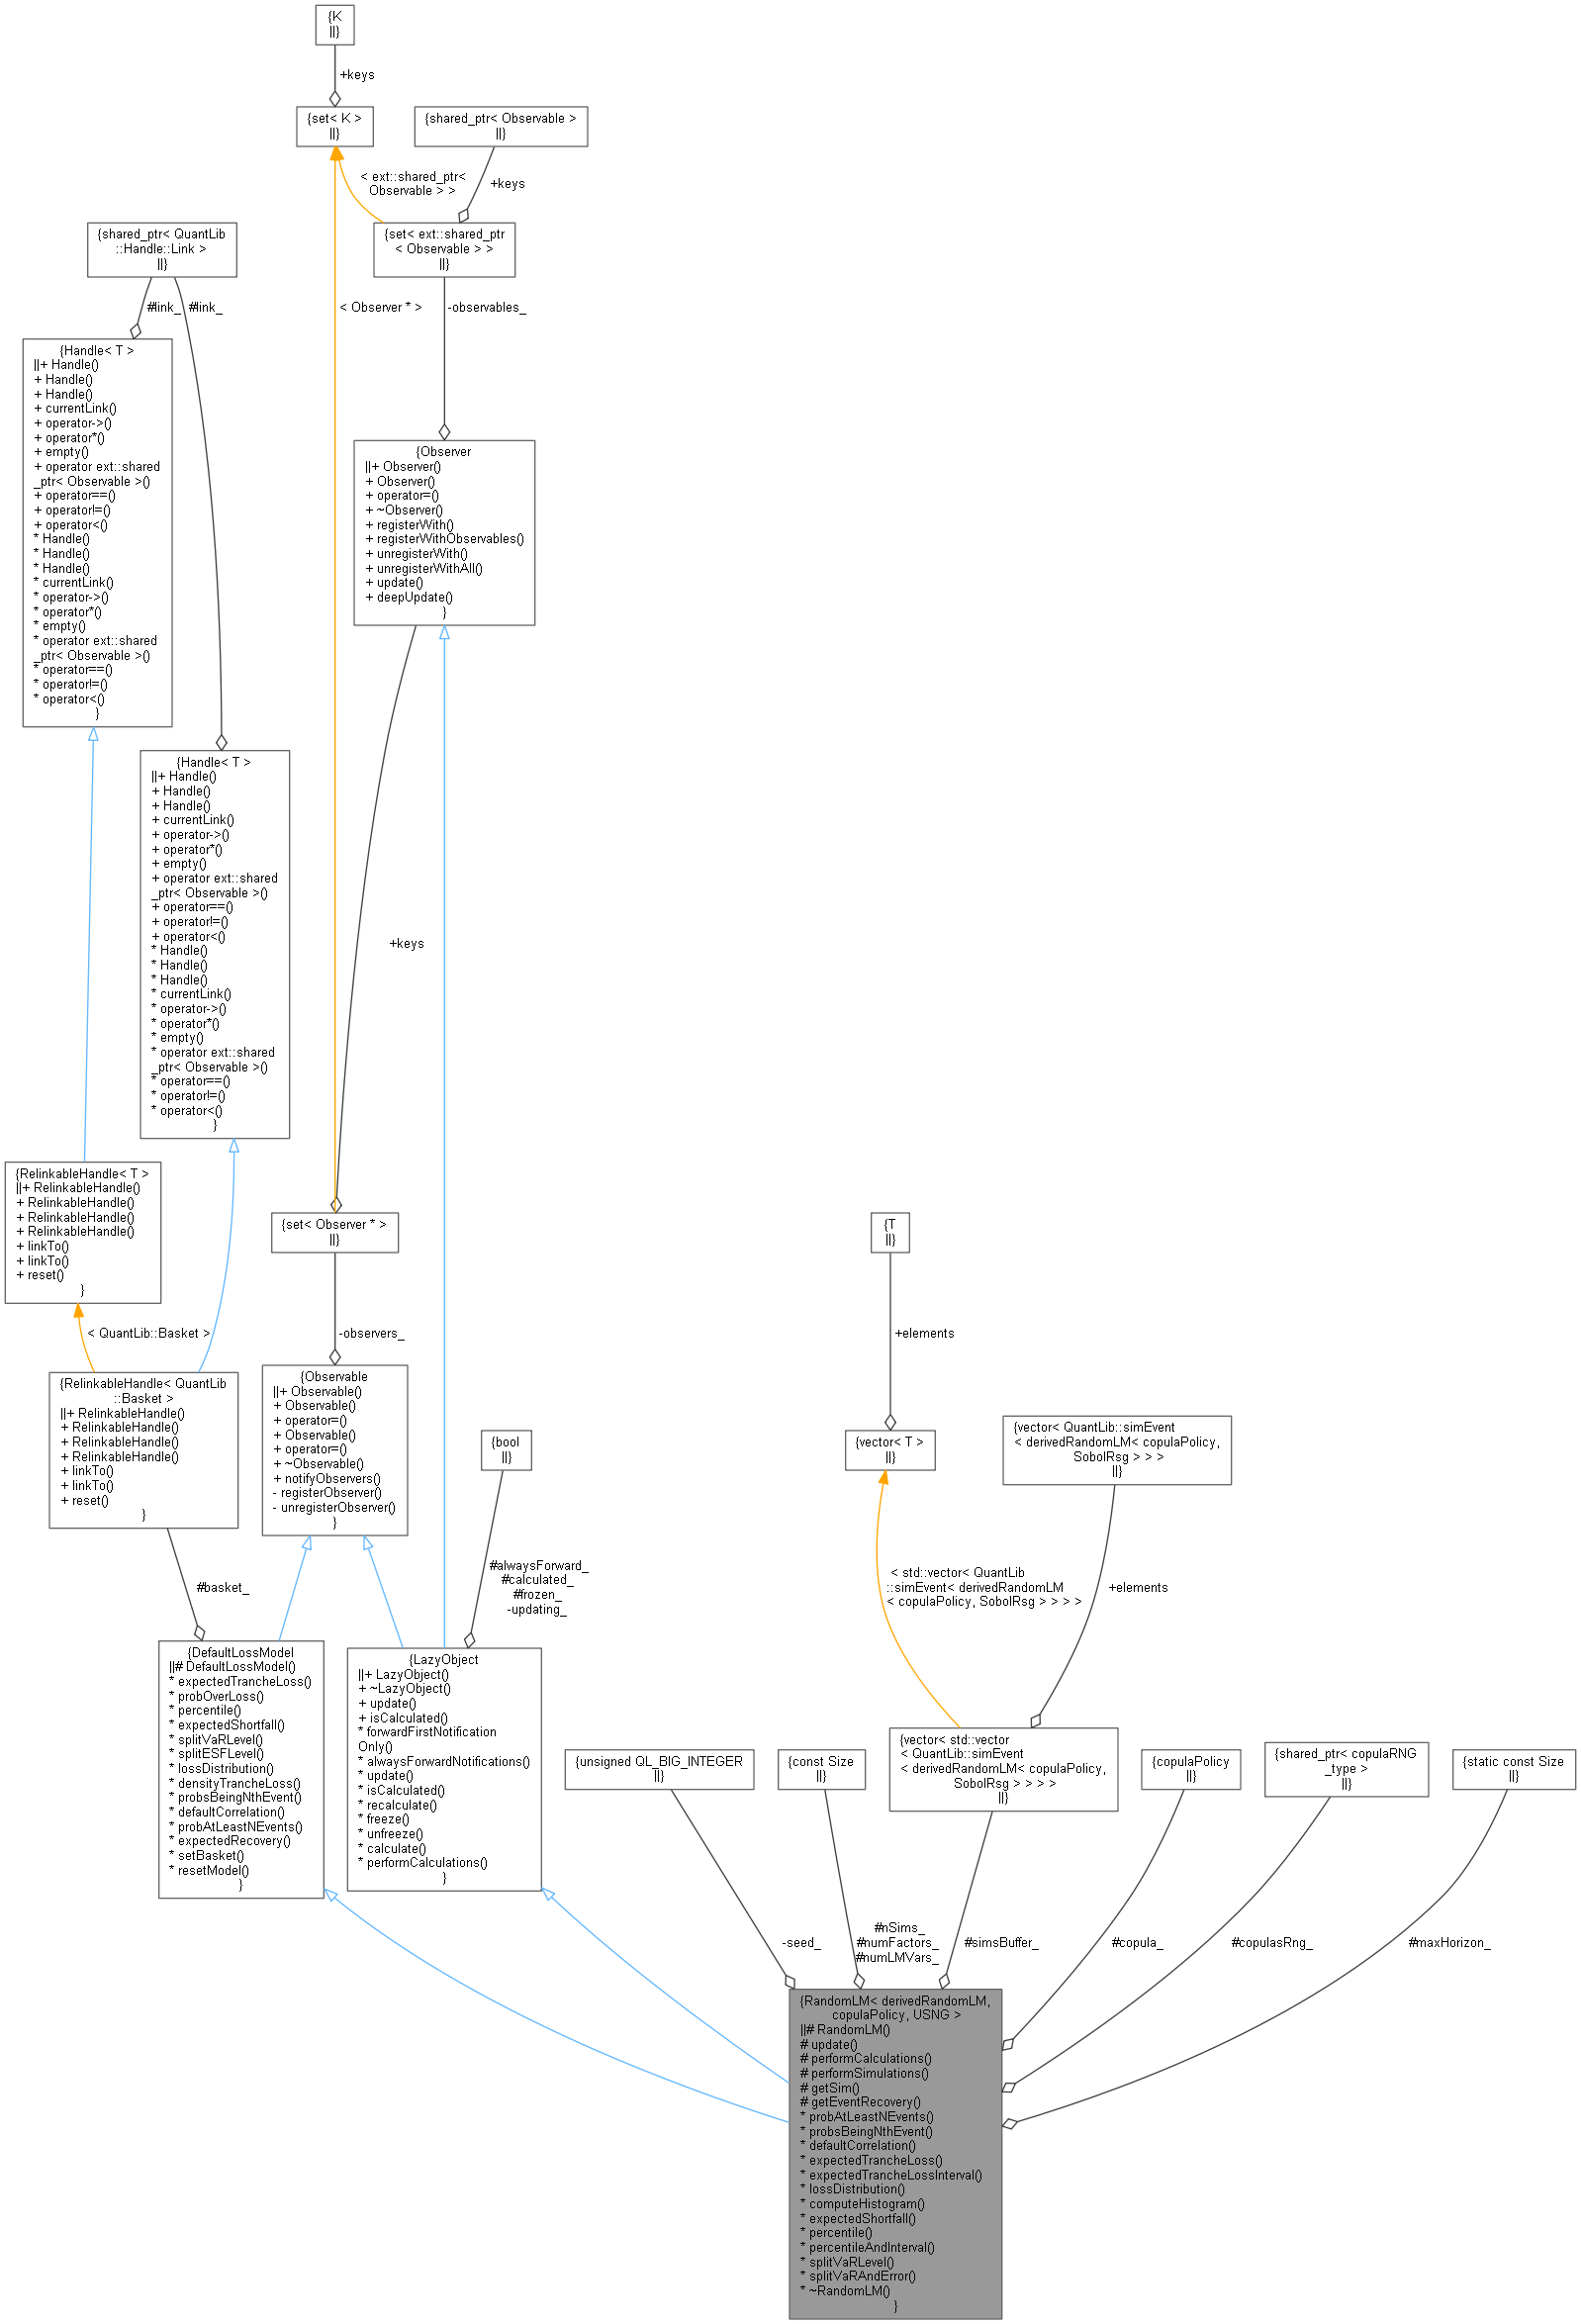 {K
||}
+keys
{set< K >
||}
{shared_ptr< Observable >
||}
< ext::shared_ptr<
Observable > >
+keys
{shared_ptr< QuantLib
::Handle::Link >
||}
{set< ext::shared_ptr
< Observable > >
||}
#link_
#link_
< Observer * >
-observables_
{Handle< T >
||+ Handle()
+ Handle()
+ Handle()
+ currentLink()
+ operator->()
+ operator*()
+ empty()
+ operator ext::shared
_ptr< Observable >()
+ operator==()
+ operator!=()
+ operator<()
* Handle()
* Handle()
* Handle()
* currentLink()
* operator->()
* operator*()
* empty()
* operator ext::shared
_ptr< Observable >()
* operator==()
* operator!=()
* operator<()
}
{Observer
||+ Observer()
+ Observer()
+ operator=()
+ ~Observer()
+ registerWith()
+ registerWithObservables()
+ unregisterWith()
+ unregisterWithAll()
+ update()
+ deepUpdate()
}
{Handle< T >
||+ Handle()
+ Handle()
+ Handle()
+ currentLink()
+ operator->()
+ operator*()
+ empty()
+ operator ext::shared
_ptr< Observable >()
+ operator==()
+ operator!=()
+ operator<()
* Handle()
* Handle()
* Handle()
* currentLink()
* operator->()
* operator*()
* empty()
* operator ext::shared
_ptr< Observable >()
* operator==()
* operator!=()
* operator<()
}
+keys
{RelinkableHandle< T >
||+ RelinkableHandle()
+ RelinkableHandle()
+ RelinkableHandle()
+ RelinkableHandle()
+ linkTo()
+ linkTo()
+ reset()
}
{set< Observer * >
||}
{T
||}
< QuantLib::Basket >
-observers_
+elements
{RelinkableHandle< QuantLib
::Basket >
||+ RelinkableHandle()
+ RelinkableHandle()
+ RelinkableHandle()
+ RelinkableHandle()
+ linkTo()
+ linkTo()
+ reset()
}
{Observable
||+ Observable()
+ Observable()
+ operator=()
+ Observable()
+ operator=()
+ ~Observable()
+ notifyObservers()
- registerObserver()
- unregisterObserver()
}
{bool
||}
{vector< T >
||}
{vector< QuantLib::simEvent
< derivedRandomLM< copulaPolicy,
SobolRsg > > >
||}
#basket_
#alwaysForward_
#calculated_
#frozen_
-updating_
< std::vector< QuantLib
::simEvent< derivedRandomLM
< copulaPolicy, SobolRsg > > > >
+elements
{DefaultLossModel
||# DefaultLossModel()
* expectedTrancheLoss()
* probOverLoss()
* percentile()
* expectedShortfall()
* splitVaRLevel()
* splitESFLevel()
* lossDistribution()
* densityTrancheLoss()
* probsBeingNthEvent()
* defaultCorrelation()
* probAtLeastNEvents()
* expectedRecovery()
* setBasket()
* resetModel()
}
{LazyObject
||+ LazyObject()
+ ~LazyObject()
+ update()
+ isCalculated()
* forwardFirstNotification
Only()
* alwaysForwardNotifications()
* update()
* isCalculated()
* recalculate()
* freeze()
* unfreeze()
* calculate()
* performCalculations()
}
{unsigned QL_BIG_INTEGER
||}
{const Size
||}
{vector< std::vector
< QuantLib::simEvent
< derivedRandomLM< copulaPolicy,
SobolRsg > > > >
||}
{copulaPolicy
||}
{shared_ptr< copulaRNG
_type >
||}
{static const Size
||}
-seed_
#nSims_
#numFactors_
#numLMVars_
#simsBuffer_
#copula_
#copulasRng_
#maxHorizon_
{RandomLM< derivedRandomLM,
copulaPolicy, USNG >
||# RandomLM()
# update()
# performCalculations()
# performSimulations()
# getSim()
# getEventRecovery()
* probAtLeastNEvents()
* probsBeingNthEvent()
* defaultCorrelation()
* expectedTrancheLoss()
* expectedTrancheLossInterval()
* lossDistribution()
* computeHistogram()
* expectedShortfall()
* percentile()
* percentileAndInterval()
* splitVaRLevel()
* splitVaRAndError()
* ~RandomLM()
}